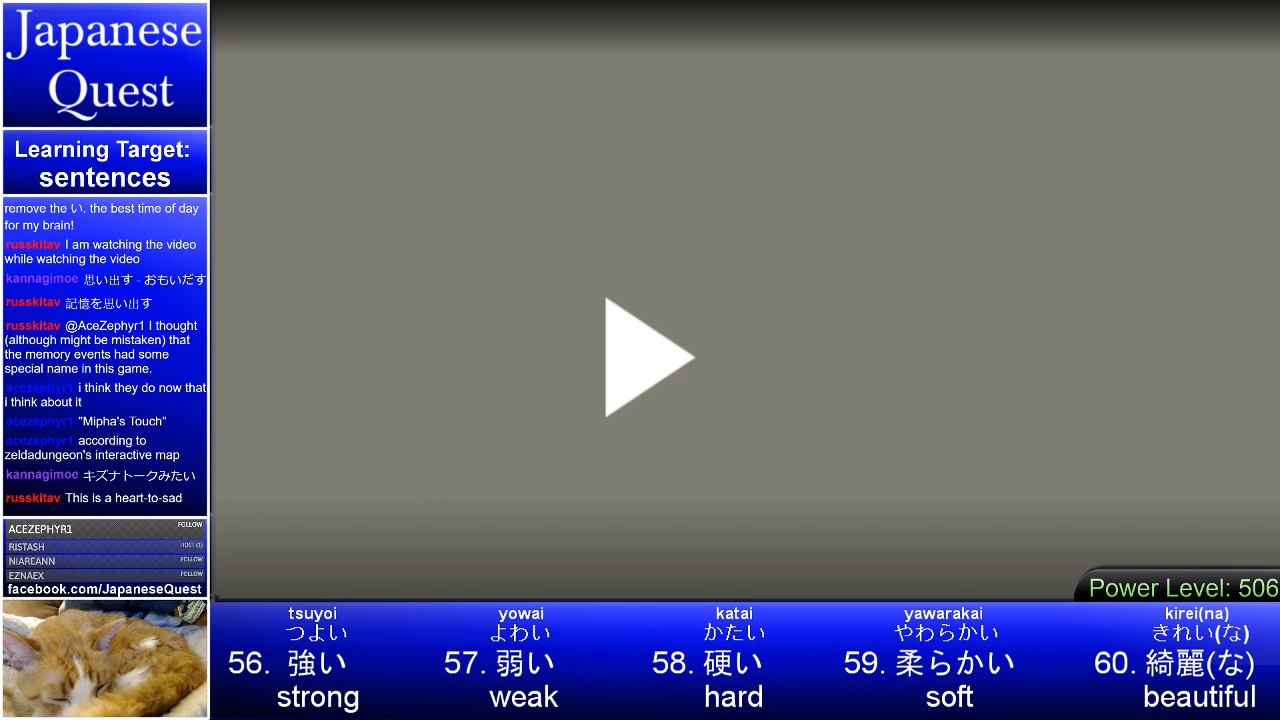 Japanese
Quest
Learning Target:
sentences
remove the い. the best time of day
for my brain!
russkitav I am watching the video
while watching the video
kannagimoe 思い出す - おもいだす
russkitav 記憶を思い出す
russkitav @AceZephyr1 I thought
(although might be mistaken) that
the memory events had some
special name in this game.
acezephyr1 i think they do now that
i think about it
acezephyr1 "Mipha's Touch"
acezephyr1 according to
zeldadungeon's interactive map
kannagimoe キズナトークみたい
russkitav This is a heart-to-sad
ACEZEPHYR1 FOLLOW
RISTASH HOST (1)
NIAREANN FOLLOW
EZNAEX FOLLOW
facebook.com/JapaneseQuest
Power Level: 506
tsuyoi yowai katai yawarakai kirei(na)
つよい よわい かたい やわらかい きれい(な)
56. 強い 57. 弱い 58. 硬い 59. 柔らかい 60. 綺麗(な)
strong weak hard soft beautiful